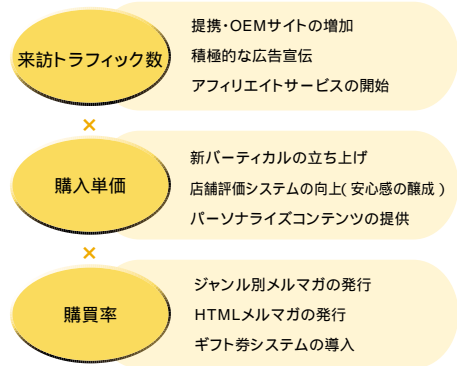 来訪トラフィック数
提携・OEMサイトの増加
積極的な広告宣伝
アフィリエイトサービスの開始
×
購入単価
新バーティカルの立ち上げ
店舗評価システムの向上(安心感の醸成)
パーソナライズコンテンツの提供
×
購買率
ジャンル別メルマガの発行
HTMLメルマガの発行
ギフト券システムの導入